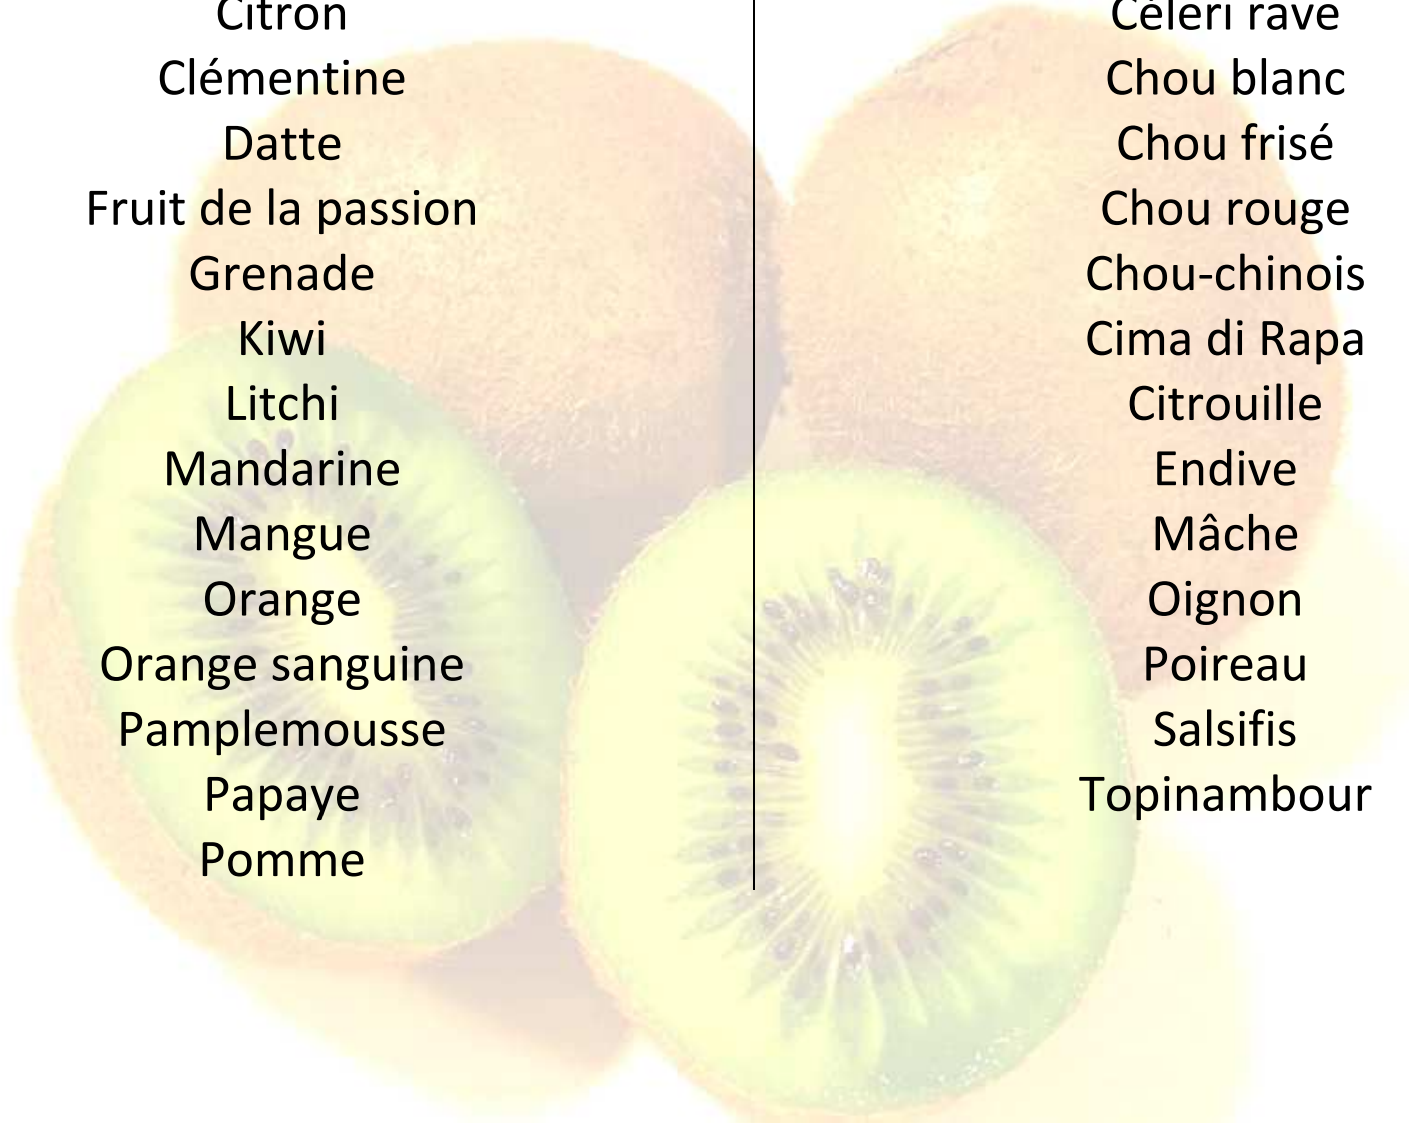 Citron
Clémentine
Datte
Fruit de la passion
Grenade
Kiwi
Litchi
Mandarine
Mangue
Orange
Orange sanguine
Pamplemousse
Papaye
Pomme
Céleri rave
Chou blanc
Chou frisé
Chou rouge
Chou-chinois
Cima di Rapa
Citrouille
Endive
Mâche
Oignon
Poireau
Salsifis
Topinambour